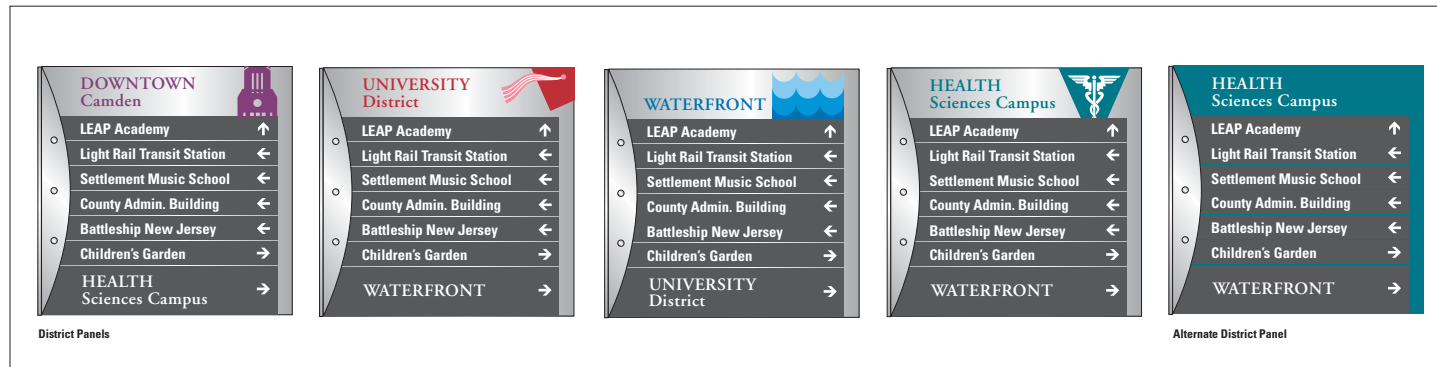 DOWNTOWN
Camden
LEAP Academy
Light Rail Transit Station
Settlement Music School
County Admin. Building
Battleship New Jersey
Children's Garden
HEALTH
Sciences Campus
UNIVERSITY
District
LEAP Academy
Light Rail Transit Station
Settlement Music School
County Admin. Building
Battleship New Jersey
Children's Garden
WATERFRONT
WATERFRONT
LEAP Academy
Light Rail Transit Station
Settlement Music School
County Admin. Building
Battleship New Jersey
Children's Garden
UNIVERSITY
District
HEALTH
Sciences Campus
LEAP Academy
Light Rail Transit Station
Settlement Music School
County Admin. Building
Battleship New Jersey
Children's Garden
WATERFRONT
HEALTH
Sciences Campus
LEAP Academy
Light Rail Transit Station
Settlement Music School
County Admin. Building
Battleship New Jersey
Children's Garden
WATERFRONT
District Panels
Alternate District Panel